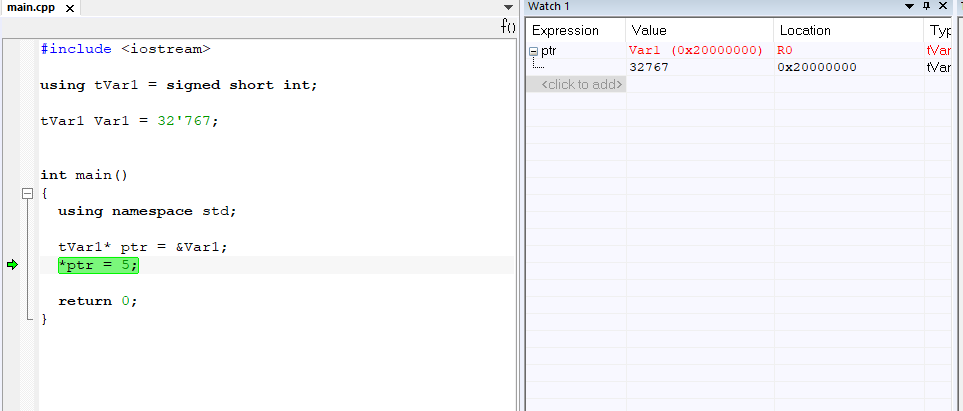 main.cpp
f()
#include <iostream>
using tVar1 = signed short int;
tVar1 Var1 = 32'767;
int main()
{
using namespace std;
tVar1* ptr = &Var1;
*ptr = 5;
return 0;
}
Watch 1
Expression Value Location Typ
ptr Var1 (0x20000000) R0 tVar
32767 0x20000000 tVar
<click to add>